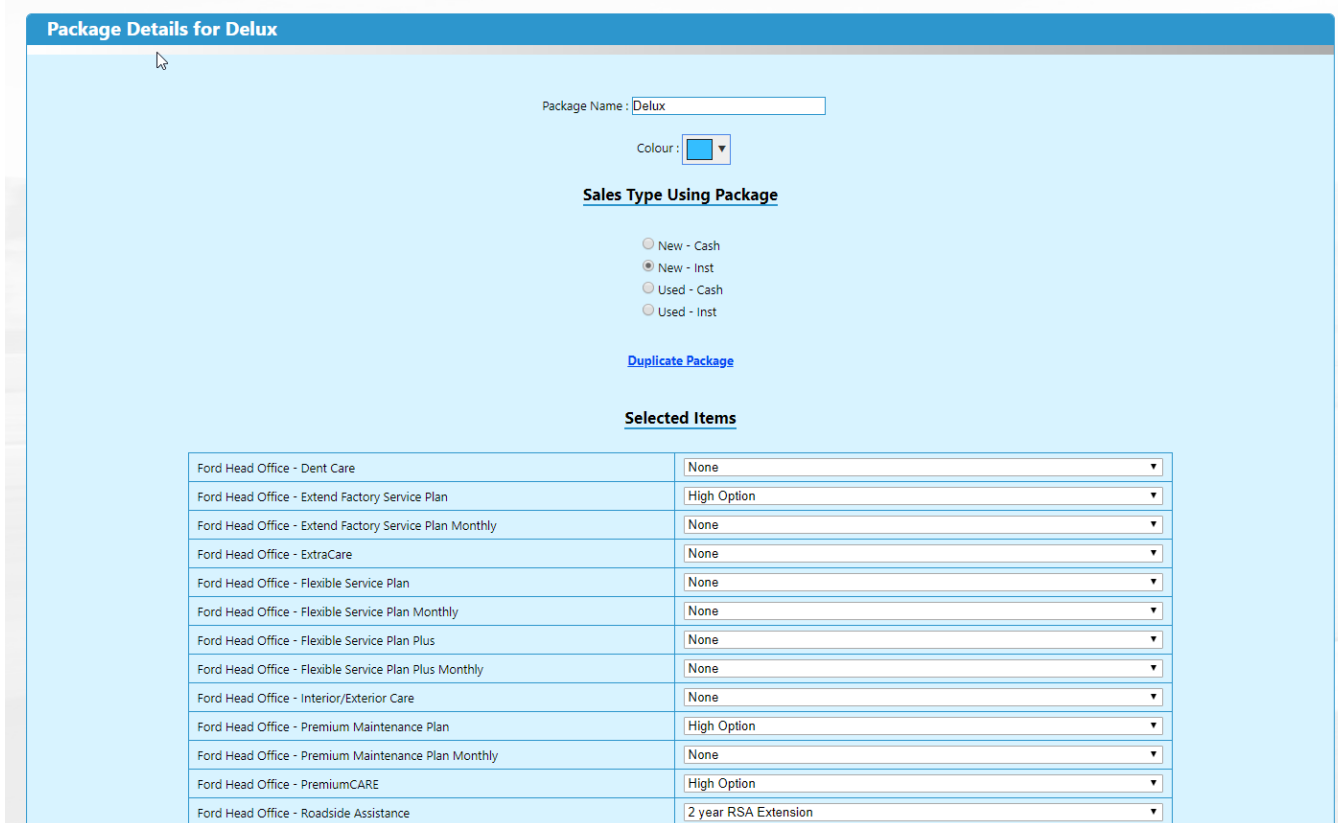 Package Details for Delux
Package Name : Delux
Colour :
Sales Type Using Package
New - Cash
New - Inst
Used - Cash
Used - Inst
Duplicate Package
Selected Items
Ford Head Office - Dent Care None
Ford Head Office - Extend Factory Service Plan High Option
Ford Head Office - Extend Factory Service Plan Monthly None
Ford Head Office - ExtraCare None
Ford Head Office - Flexible Service Plan None
Ford Head Office - Flexible Service Plan Monthly None
Ford Head Office - Flexible Service Plan Plus None
Ford Head Office - Flexible Service Plan Plus Monthly None
Ford Head Office - Interior/Exterior Care None
Ford Head Office - Premium Maintenance Plan High Option
Ford Head Office - Premium Maintenance Plan Monthly None
Ford Head Office - PremiumCARE High Option
Ford Head Office - Roadside Assistance 2 year RSA Extension